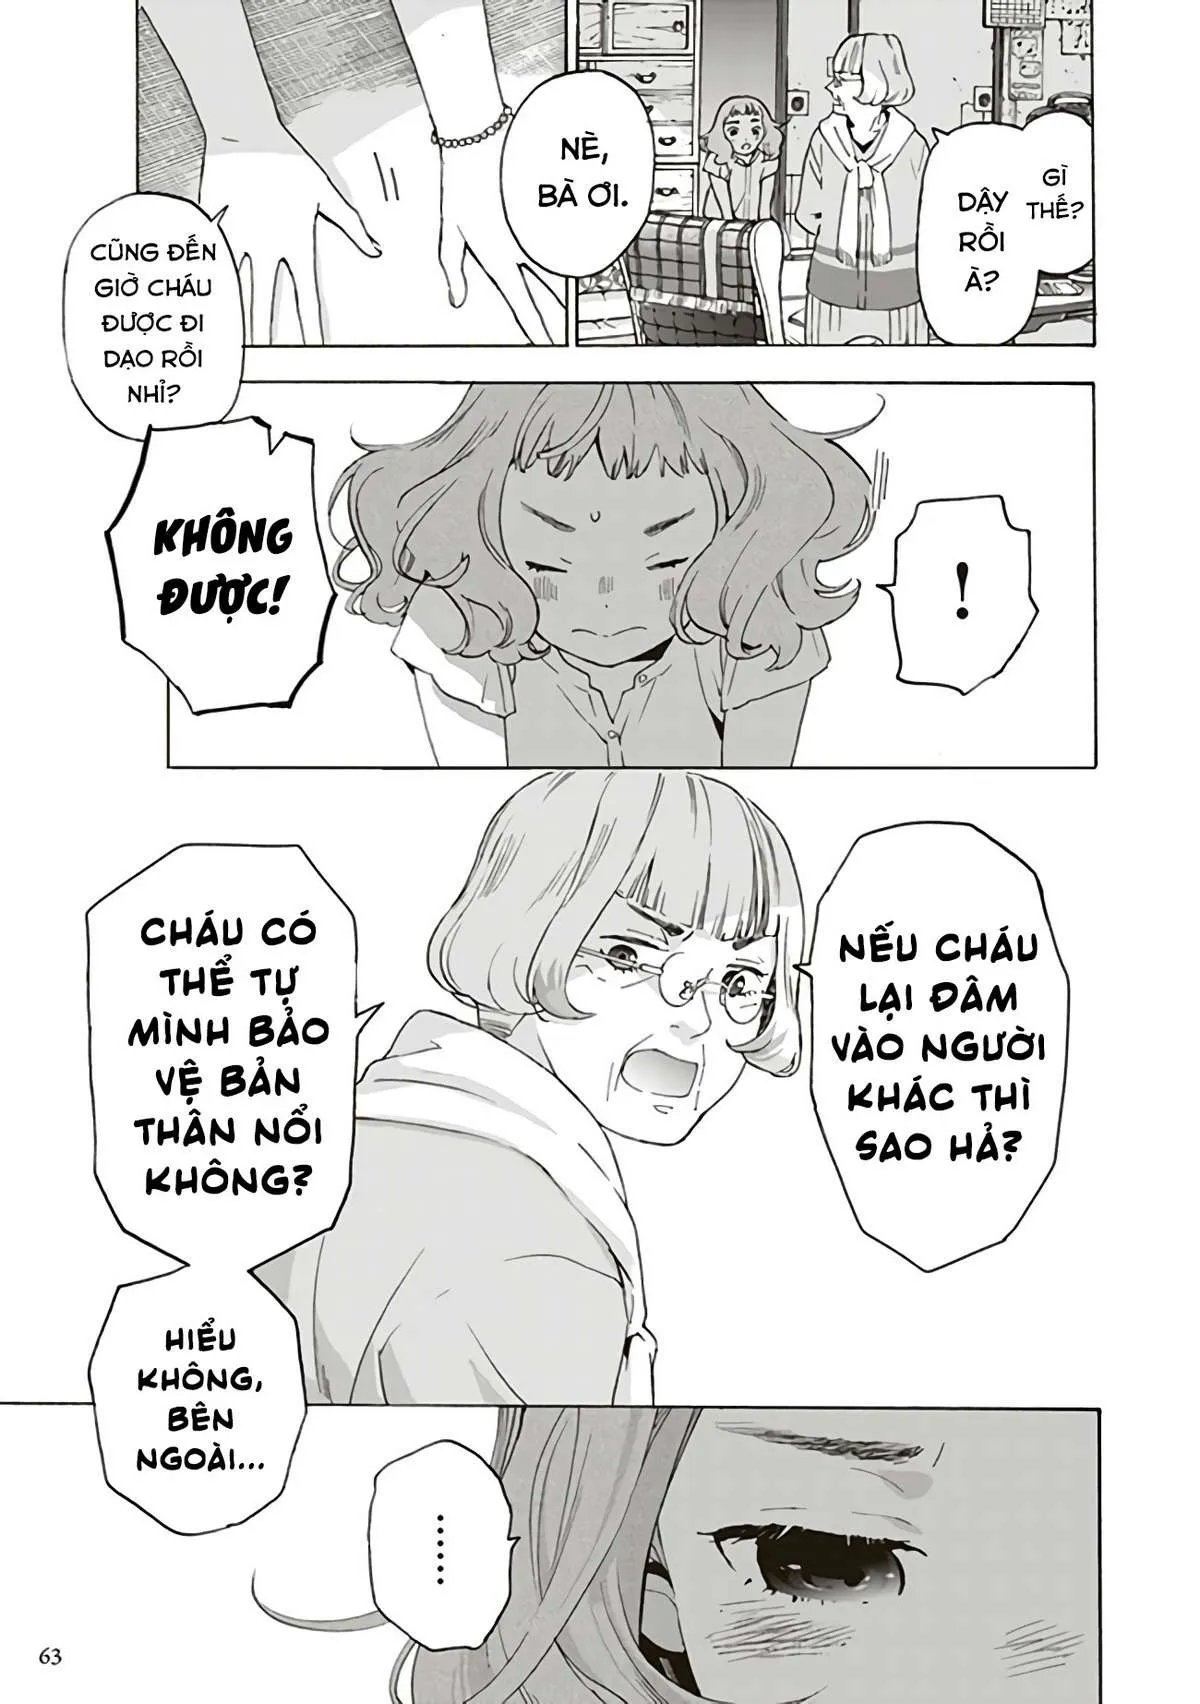 DẬY
RỒI
À?
GÌ
THẾ?
NÈ,
BÀ ƠI.
CŨNG ĐẾN
GIỜ CHÁU
ĐƯỢC ĐI
DẠO RỒI
NHỈ?
!
KHÔNG
ĐƯỢC!
NẾU CHÁU
LẠI ĐÂM
VÀO NGƯỜI
KHÁC THÌ
SAO HẢ?
CHÁU CÓ
THỂ TỰ
MÌNH BẢO
VỆ BẢN
THÂN NỔI
KHÔNG?
HIỂU
KHÔNG,
BÊN
NGOÀI...
......
63